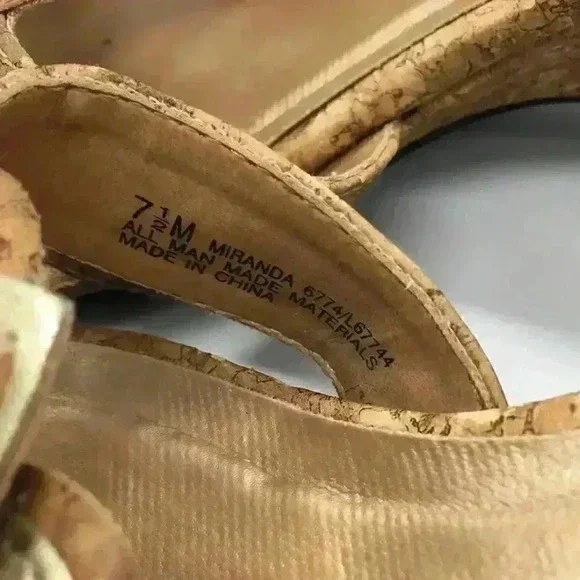 7½M MIRANDA 6774/L67744
ALL MAN MADE MATERIALS
MADE IN CHINA